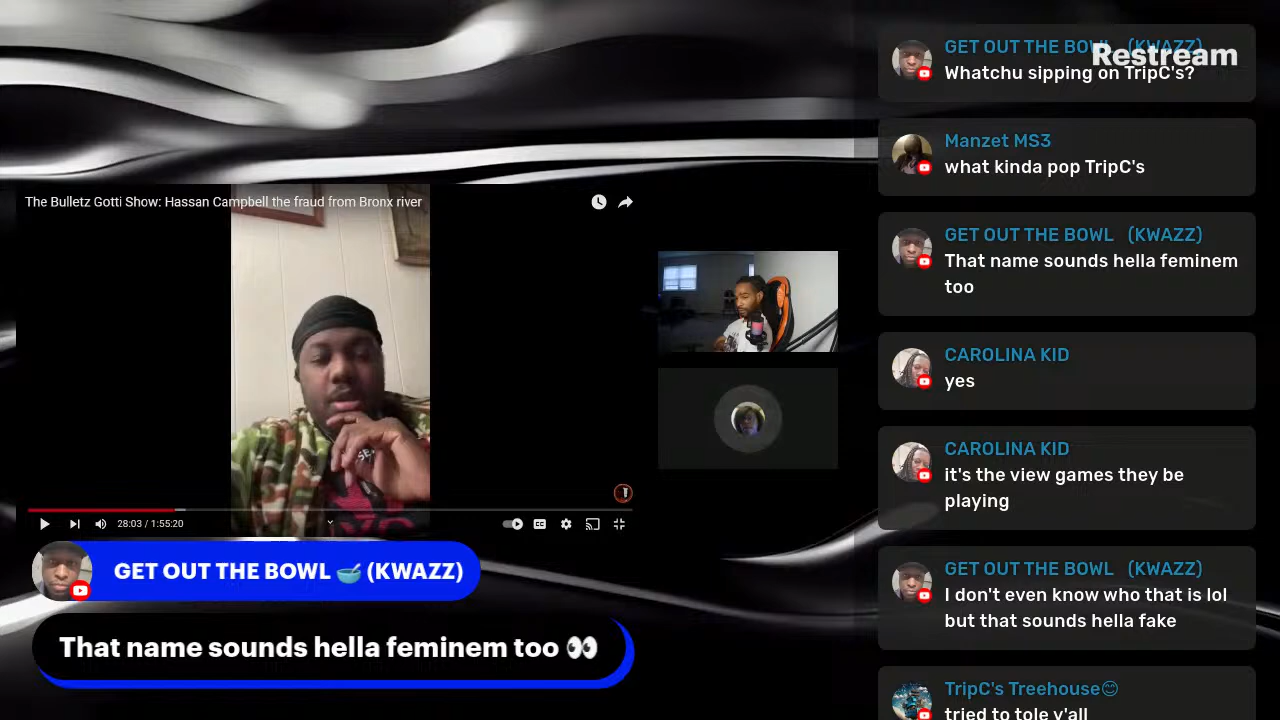 GET OUT THE BOWL (KWAZZ)
Restream
Whatchu sipping on TripC's?
Manzet MS3
what kinda pop TripC's
GET OUT THE BOWL (KWAZZ)
That name sounds hella feminem
too
CAROLINA KID
yes
CAROLINA KID
it's the view games they be
playing
GET OUT THE BOWL (KWAZZ)
I don't even know who that is lol
but that sounds hella fake
TripC's Treehouse😊
tried to tole y'all
The Bulletz Gotti Show: Hassan Campbell the fraud from Bronx river
28:03 / 1:55:20
CC
GET OUT THE BOWL 🥣 (KWAZZ)
That name sounds hella feminem too 👀